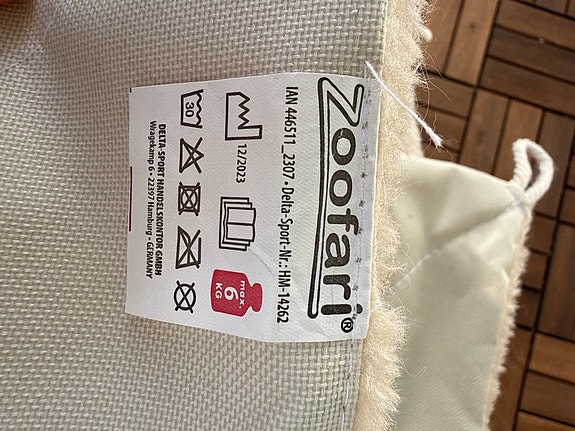 Zoofari®
IAN 446511_2307 • Delta-Sport-Nr.: HM-14262
12/2023
max.
6
KG
30
DELTA-SPORT HANDELSKONTOR GMBH
Wragekamp 6 • 22397 Hamburg • GERMANY